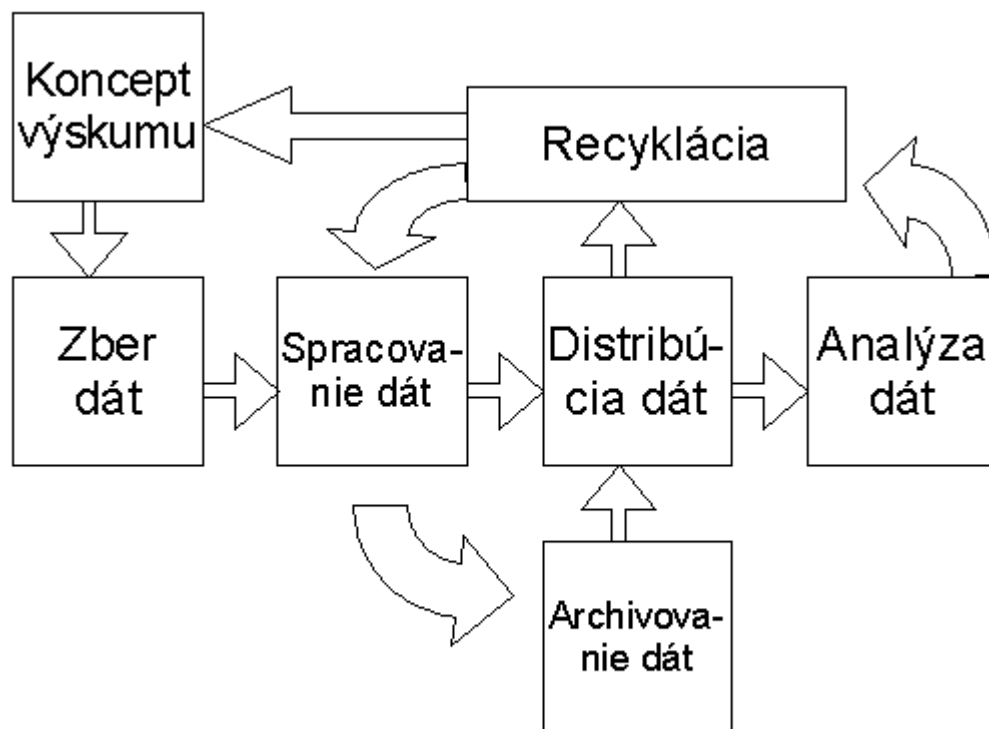 Koncept
výskumu
Recyklácia
Zber
dát
Spracova-
nie dát
Distribú-
cia dát
Analýza
dát
Archivova-
nie dát